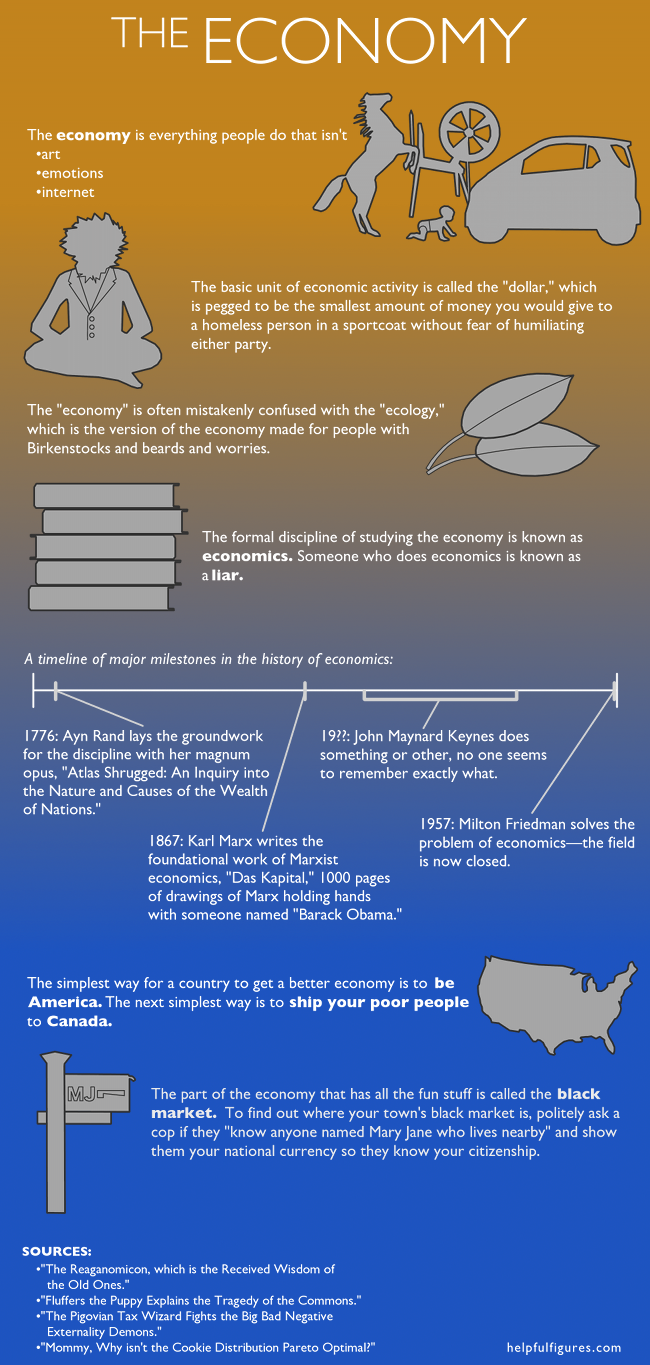 THE ECONOMY
The economy is everything people do that isn't
•art
•emotions
•internet
The basic unit of economic activity is called the "dollar," which
is pegged to be the smallest amount of money you would give to
a homeless person in a sportcoat without fear of humiliating
either party.
The "economy" is often mistakenly confused with the "ecology,"
which is the version of the economy made for people with
Birkenstocks and beards and worries.
The formal discipline of studying the economy is known as
economics. Someone who does economics is known as
a liar.
A timeline of major milestones in the history of economics:
1776: Ayn Rand lays the groundwork
for the discipline with her magnum
opus, "Atlas Shrugged: An Inquiry into
the Nature and Causes of the Wealth
of Nations."
19??: John Maynard Keynes does
something or other, no one seems
to remember exactly what.
1867: Karl Marx writes the
foundational work of Marxist
economics, "Das Kapital," 1000 pages
of drawings of Marx holding hands
with someone named "Barack Obama."
1957: Milton Friedman solves the
problem of economics—the field
is now closed.
The simplest way for a country to get a better economy is to be
America. The next simplest way is to ship your poor people
to Canada.
MJ
The part of the economy that has all the fun stuff is called the black
market. To find out where your town's black market is, politely ask a
cop if they "know anyone named Mary Jane who lives nearby" and show
them your national currency so they know your citizenship.
SOURCES:
•"The Reaganomicon, which is the Received Wisdom of
the Old Ones."
•"Fluffers the Puppy Explains the Tragedy of the Commons."
•"The Pigovian Tax Wizard Fights the Big Bad Negative
Externality Demons."
•"Mommy, Why isn't the Cookie Distribution Pareto Optimal?"
helpfulfigures.com